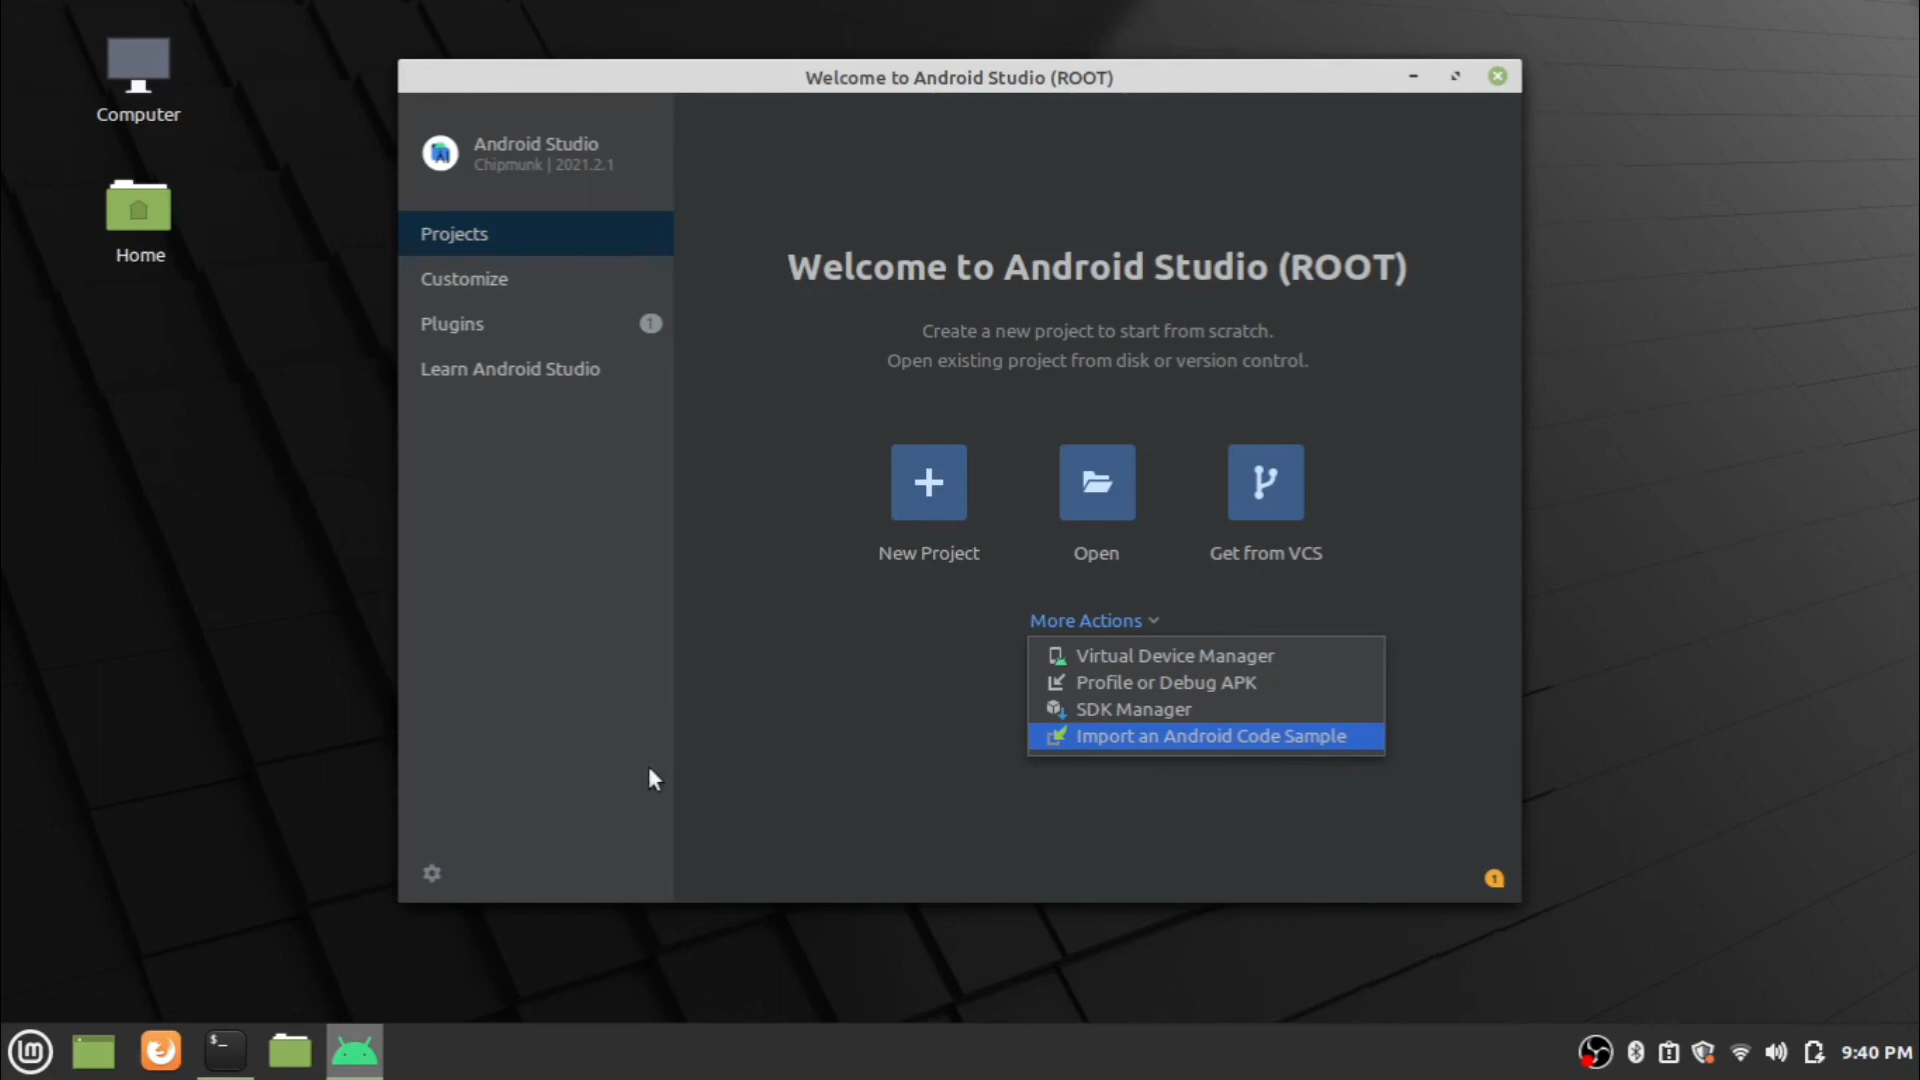 Computer
Home
Welcome to Android Studio (ROOT)
Android Studio
Chipmunk | 2021.2.1
Projects
Customize
Plugins
1
Learn Android Studio
Welcome to Android Studio (ROOT)
Create a new project to start from scratch.
Open existing project from disk or version control.
New Project
Open
Get from VCS
More Actions
Virtual Device Manager
Profile or Debug APK
SDK Manager
Import an Android Code Sample
1
$_
9:40 PM